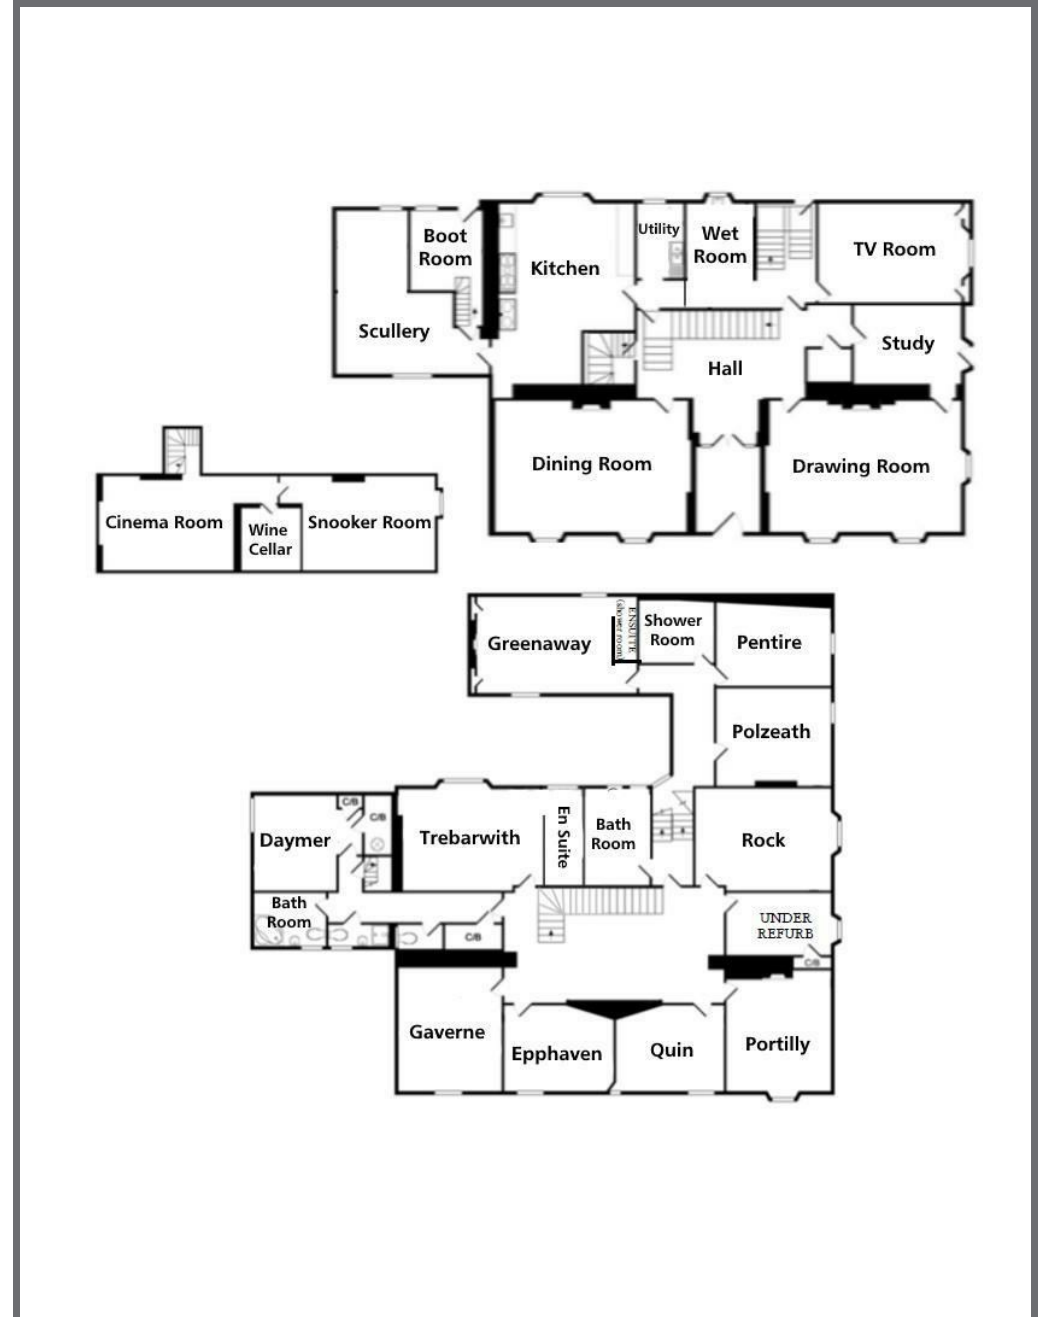 Boot
Room
Kitchen
Utility
Wet
Room
TV Room
Scullery
Hall
Study
Dining Room
Drawing Room
Cinema Room
Wine
Cellar
Snooker Room
Greenaway
ENSUITE
(shower room)
Shower
Room
Pentire
Polzeath
C/B
C/B
Daymer
Trebarwith
En Suite
Bath
Room
Rock
Bath
Room
C/B
UNDER
REFURB
C/B
Gaverne
Epphaven
Quin
Portilly